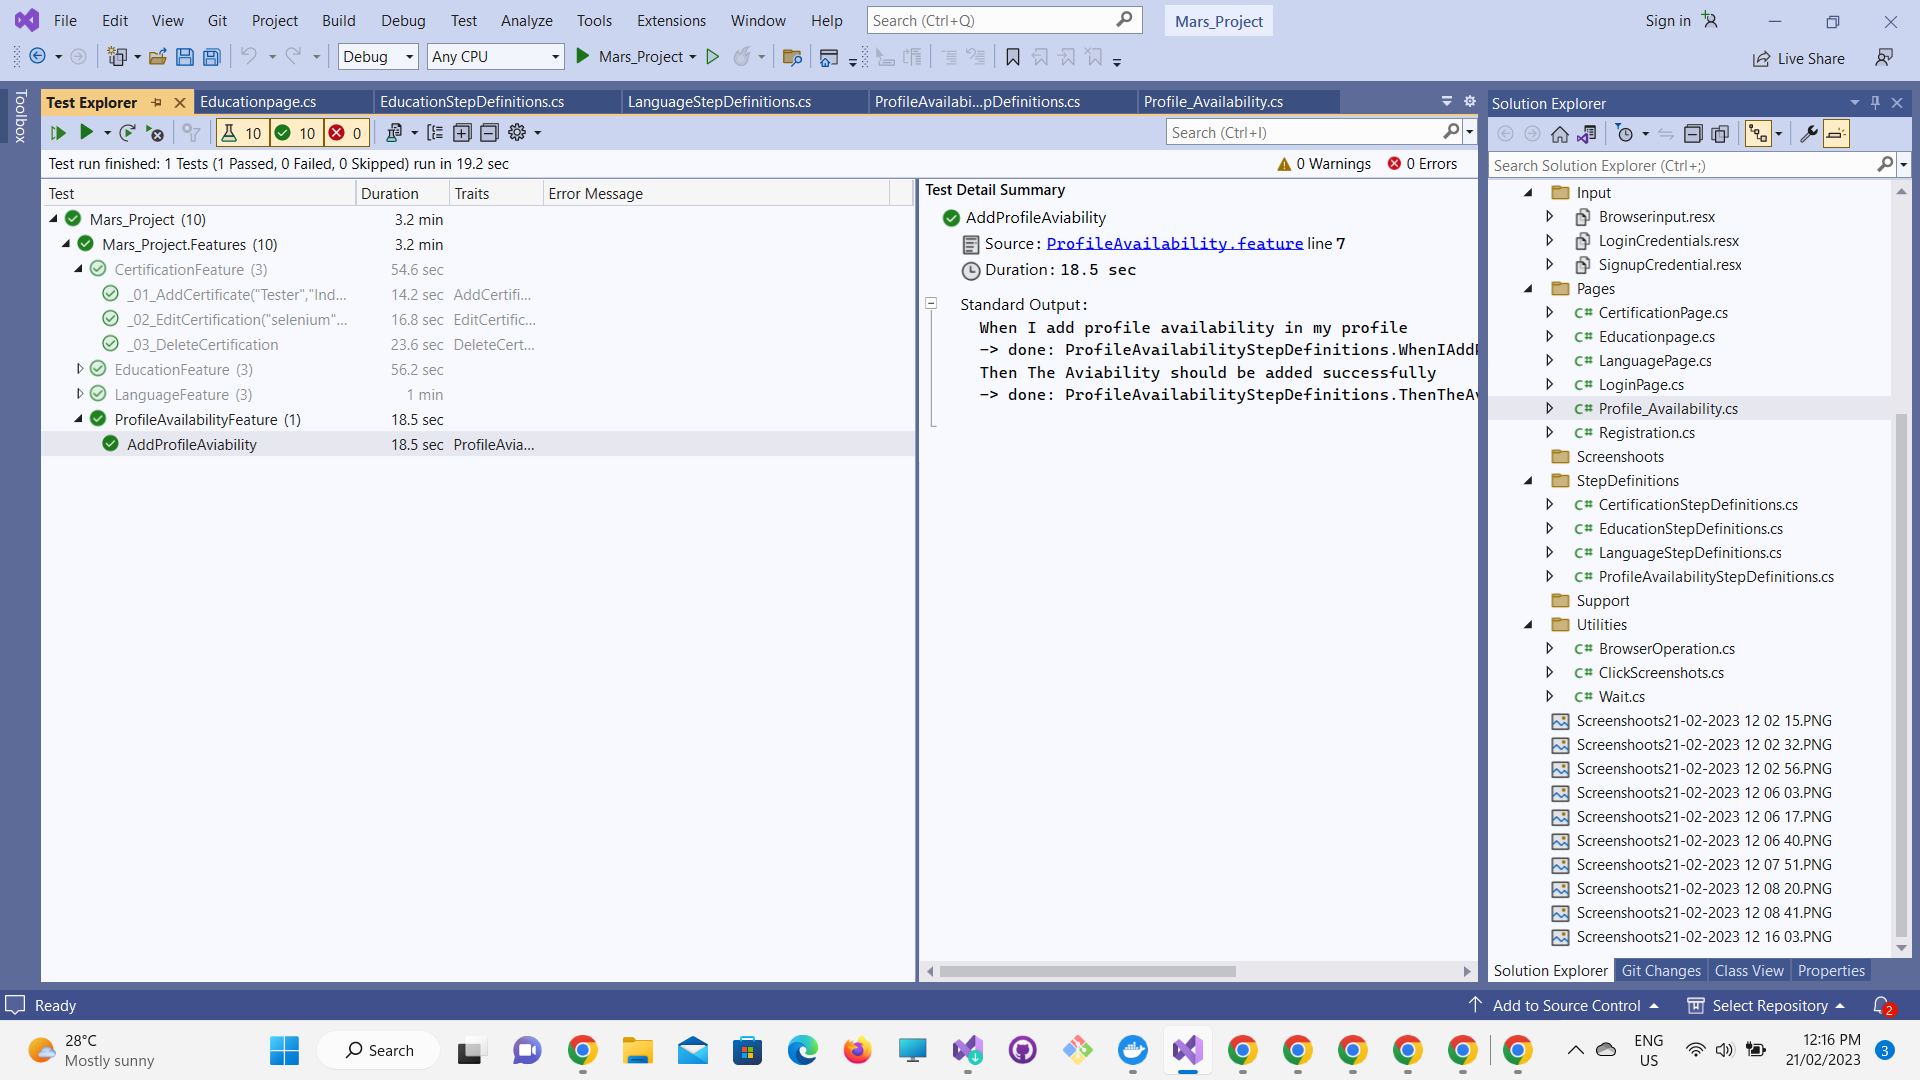 File Edit View Git Project Build Debug Test Analyze Tools Extensions Window Help Search (Ctrl+Q) Mars_Project Sign in
Debug Any CPU Mars_Project Live Share
Toolbox
Test Explorer Educationpage.cs EducationStepDefinitions.cs LanguageStepDefinitions.cs ProfileAvailabi...pDefinitions.cs Profile_Availability.cs
10 10 0 Search (Ctrl+I)
Test run finished: 1 Tests (1 Passed, 0 Failed, 0 Skipped) run in 19.2 sec 0 Warnings 0 Errors
Test Duration Traits Error Message
Mars_Project (10) 3.2 min
Mars_Project.Features (10) 3.2 min
CertificationFeature (3) 54.6 sec
_01_AddCertificate("Tester","Ind... 14.2 sec AddCertifi...
_02_EditCertification("selenium"... 16.8 sec EditCertific...
_03_DeleteCertification 23.6 sec DeleteCert...
EducationFeature (3) 56.2 sec
LanguageFeature (3) 1 min
ProfileAvailabilityFeature (1) 18.5 sec
AddProfileAviability 18.5 sec ProfileAvia...
Test Detail Summary
AddProfileAviability
Source: ProfileAvailability.feature line 7
Duration: 18.5 sec
Standard Output:
When I add profile availability in my profile
-> done: ProfileAvailabilityStepDefinitions.WhenIAddP
Then The Aviability should be added successfully
-> done: ProfileAvailabilityStepDefinitions.ThenTheAv
Solution Explorer
Search Solution Explorer (Ctrl+;)
Input
Browserinput.resx
LoginCredentials.resx
SignupCredential.resx
Pages
C# CertificationPage.cs
C# Educationpage.cs
C# LanguagePage.cs
C# LoginPage.cs
C# Profile_Availability.cs
C# Registration.cs
Screenshoots
StepDefinitions
C# CertificationStepDefinitions.cs
C# EducationStepDefinitions.cs
C# LanguageStepDefinitions.cs
C# ProfileAvailabilityStepDefinitions.cs
Support
Utilities
C# BrowserOperation.cs
C# ClickScreenshots.cs
C# Wait.cs
Screenshoots21-02-2023 12 02 15.PNG
Screenshoots21-02-2023 12 02 32.PNG
Screenshoots21-02-2023 12 02 56.PNG
Screenshoots21-02-2023 12 06 03.PNG
Screenshoots21-02-2023 12 06 17.PNG
Screenshoots21-02-2023 12 06 40.PNG
Screenshoots21-02-2023 12 07 51.PNG
Screenshoots21-02-2023 12 08 20.PNG
Screenshoots21-02-2023 12 08 41.PNG
Screenshoots21-02-2023 12 16 03.PNG
Solution Explorer Git Changes Class View Properties
Ready Add to Source Control Select Repository 2
28°C
Mostly sunny
Search
ENG
US
12:16 PM
21/02/2023
3